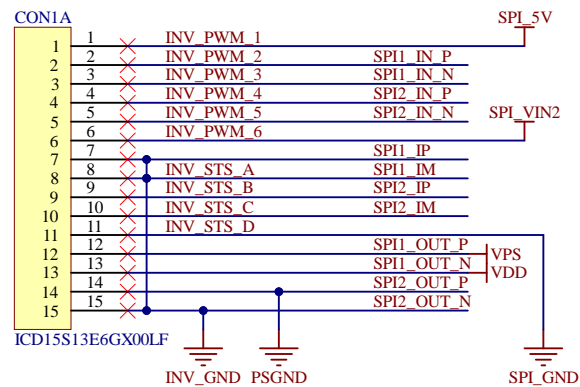 CON1A SPI_5V
1 1 INV_PWM_1
2 2 INV_PWM_2 SPI1_IN_P
3 3 INV_PWM_3 SPI1_IN_N
4 4 INV_PWM_4 SPI2_IN_P
5 5 INV_PWM_5 SPI2_IN_N SPI_VIN2
6 6 INV_PWM_6
7 7 SPI1_IP
8 8 INV_STS_A SPI1_IM
9 9 INV_STS_B SPI2_IP
10 10 INV_STS_C SPI2_IM
11 11 INV_STS_D
12 12 SPI1_OUT_P VPS
13 13 SPI1_OUT_N VDD
14 14 SPI2_OUT_P
15 15 SPI2_OUT_N
ICD15S13E6GX00LF
INV_GND PSGND SPI_GND